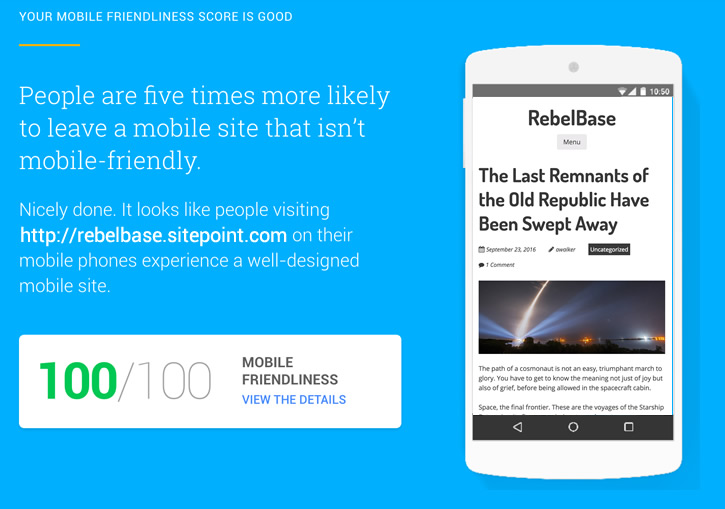 YOUR MOBILE FRIENDLINESS SCORE IS GOOD
People are five times more likely
to leave a mobile site that isn't
mobile-friendly.
Nicely done. It looks like people visiting
http://rebelbase.sitepoint.com on their
mobile phones experience a well-designed
mobile site.
100/100
MOBILE
FRIENDLINESS
VIEW THE DETAILS
10:50
RebelBase
Menu
The Last Remnants of
the Old Republic Have
Been Swept Away
September 23, 2016 awalker Uncategorized
1 Comment
The path of a cosmonaut is not an easy, triumphant march to
glory. You have to get to know the meaning not just of joy but
also of grief, before being allowed in the spacecraft cabin.
Space, the final frontier. These are the voyages of the Starship